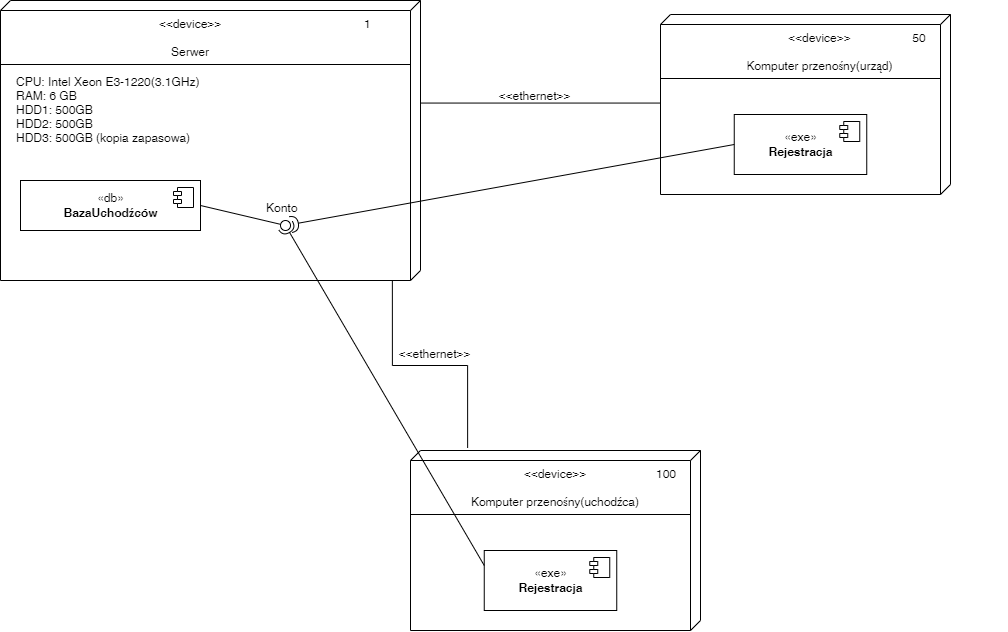 <<device>>
1
Serwer
CPU: Intel Xeon E3-1220(3.1GHz)
RAM: 6 GB
HDD1: 500GB
HDD2: 500GB
HDD3: 500GB (kopia zapasowa)
«db»
BazaUchodźców
Konto
<<ethernet>>
<<device>>
50
Komputer przenośny(urząd)
«exe»
Rejestracja
<<ethernet>>
<<device>>
100
Komputer przenośny(uchodźca)
«exe»
Rejestracja